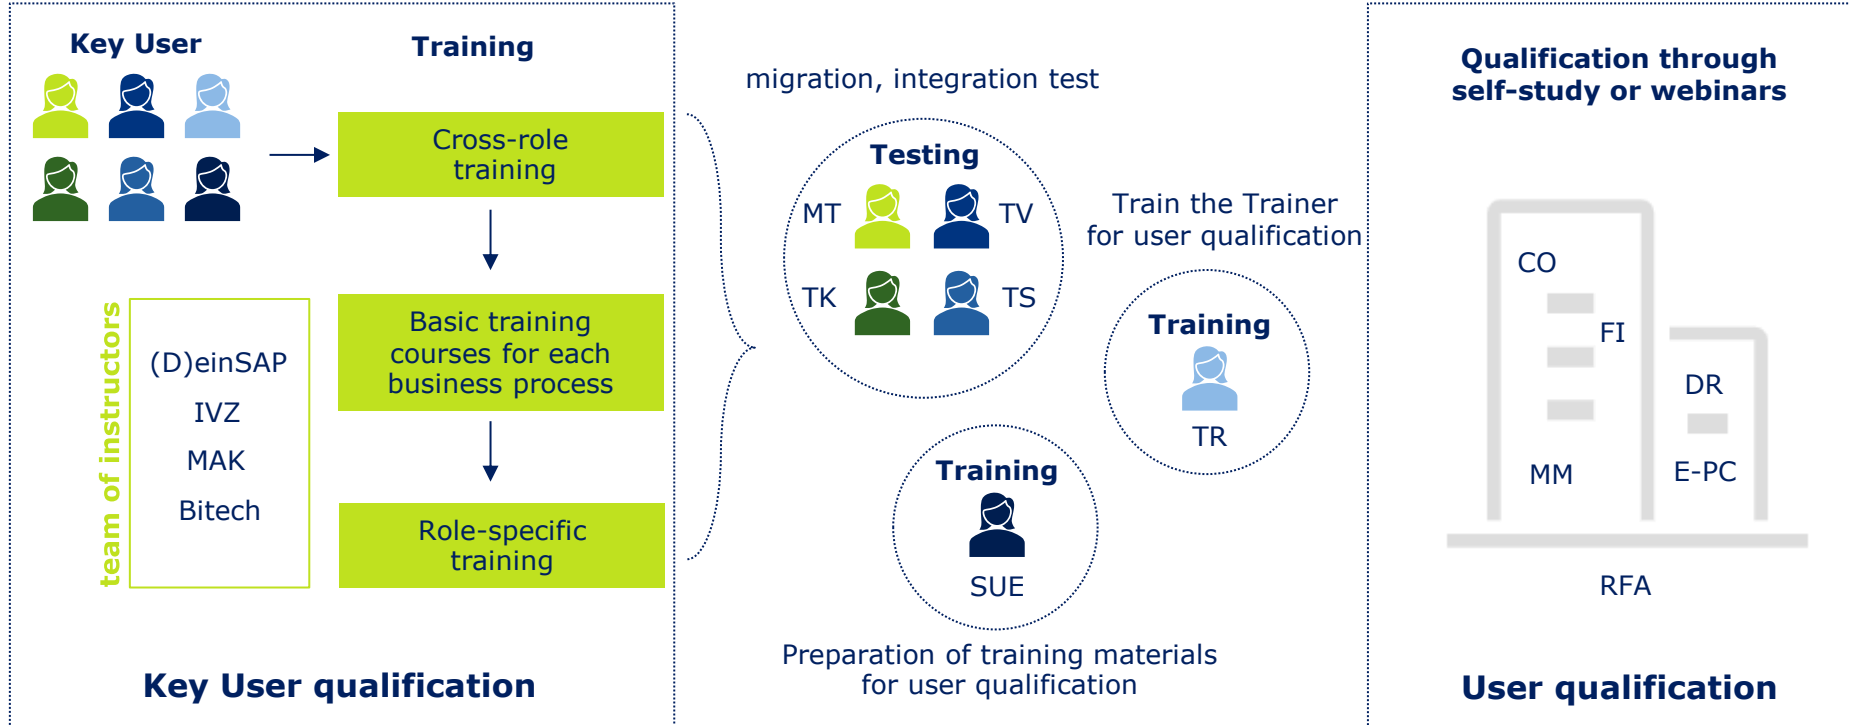 Key User
Training
Cross-role
training
Basic training
courses for each
business process
Role-specific
training
team of instructors
(D)einSAP
IVZ
MAK
Bitech
Key User qualification
migration, integration test
Testing
MT
TV
TK
TS
Train the Trainer
for user qualification
Training
TR
Training
SUE
Preparation of training materials
for user qualification
Qualification through
self-study or webinars
CO
FI
DR
MM
E-PC
RFA
User qualification